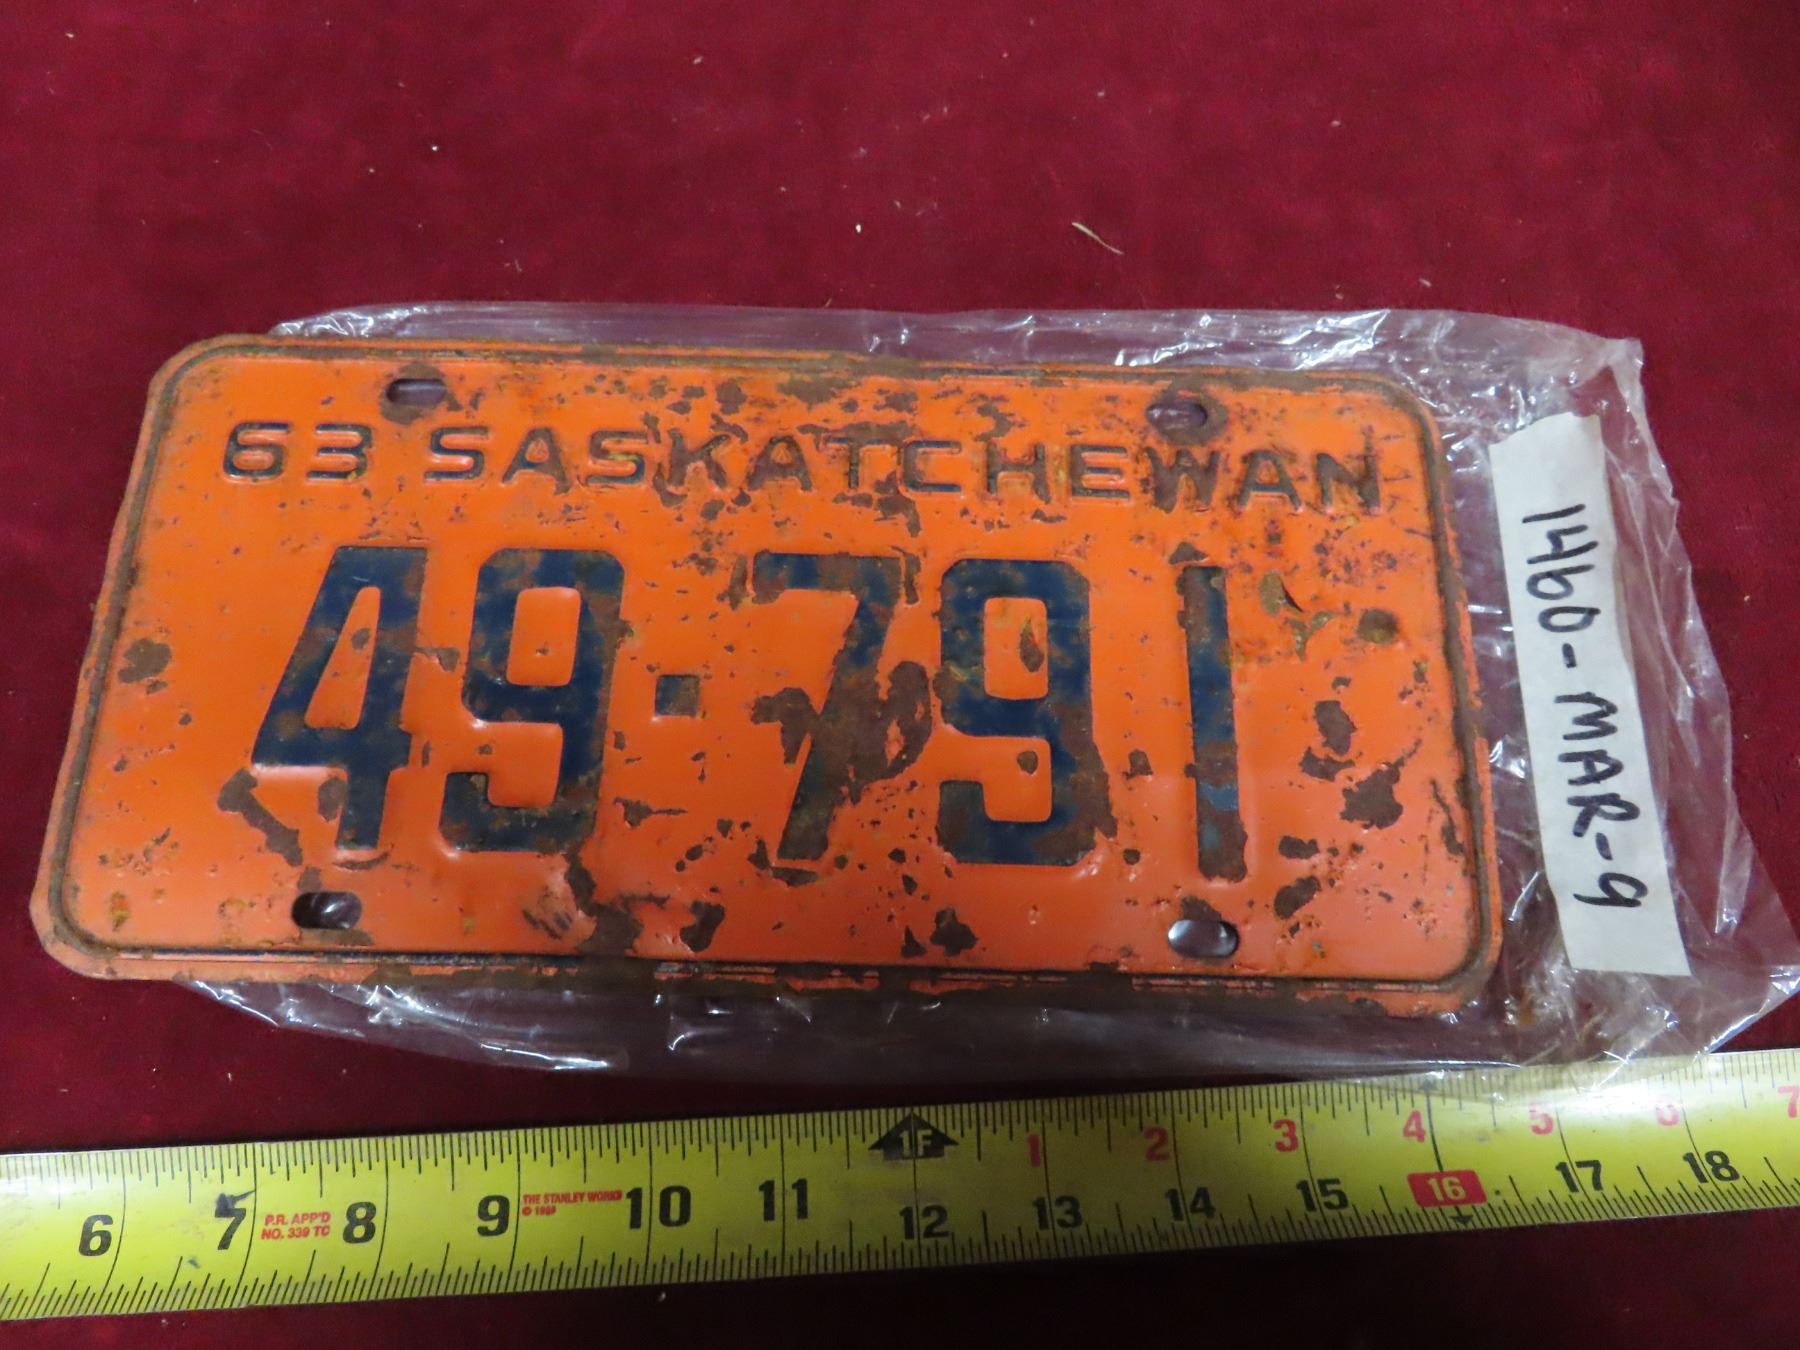 63 SASKATCHEWAN
49-791
1460-MAR-9
1F 1 2 3 4 5 6 7
6 7 P.R. APP'D 8 9 THE STANLEY WORKS 10 11 12 13 14 15 16 17 18
NO. 339 TC © 1989